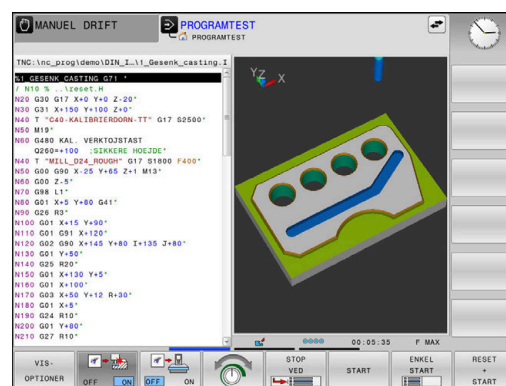 MANUEL DRIFT
PROGRAMTEST
PROGRAMTEST
TNC:\nc_prog\demo\DIN_I…\1_Gesenk_casting.I
%1_GESENK_CASTING G71 *
/ N10 % ..\reset.H
N20 G30 G17 X+0 Y+0 Z-20*
N30 G31 X+150 Y+100 Z+0*
N40 T "C40-KALIBRIERDORN-TT" G17 S2500*
N50 M19*
N60 G480 KAL. VERKTOJSTAST
Q260=+100 ;SIKKERE HOEJDE*
N40 T "MILL_D24_ROUGH" G17 S1800 F400*
N50 G00 G90 X-25 Y+65 Z+1 M13*
N60 G00 Z-5*
N70 G98 L1*
N80 G01 X+5 Y+80 G41*
N90 G26 R3*
N100 G01 X+15 Y+90*
N110 G01 G91 X+120*
N120 G02 G90 X+145 Y+80 I+135 J+80*
N130 G01 Y+50*
N140 G25 R20*
N150 G01 X+130 Y+5*
N160 G01 X+100*
N170 G03 X+50 Y+12 R+30*
N180 G01 X+5*
N190 G24 R10*
N200 G01 Y+80*
N210 G27 R10*
YZ X
00:05:35 F MAX
VIS-
OPTIONER
OFF ON
OFF ON
STOP
VED
START
ENKEL
START
RESET
+
START